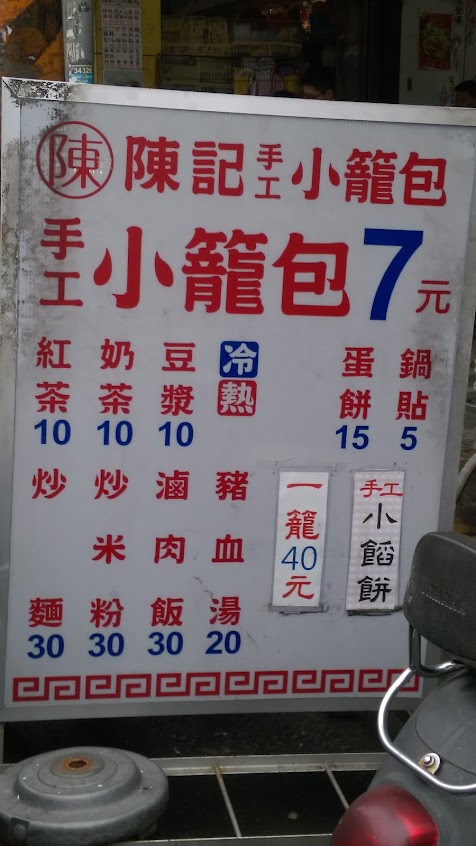 34326
陳 陳記手工小籠包
手工小籠包7元
鍋貼 5
蛋餅 15
冷 熱
豆漿 10
奶茶 10
紅茶 10
手工小餡餅
一籠40元
豬血湯 20
滷肉飯 30
炒米粉 30
炒麵 30